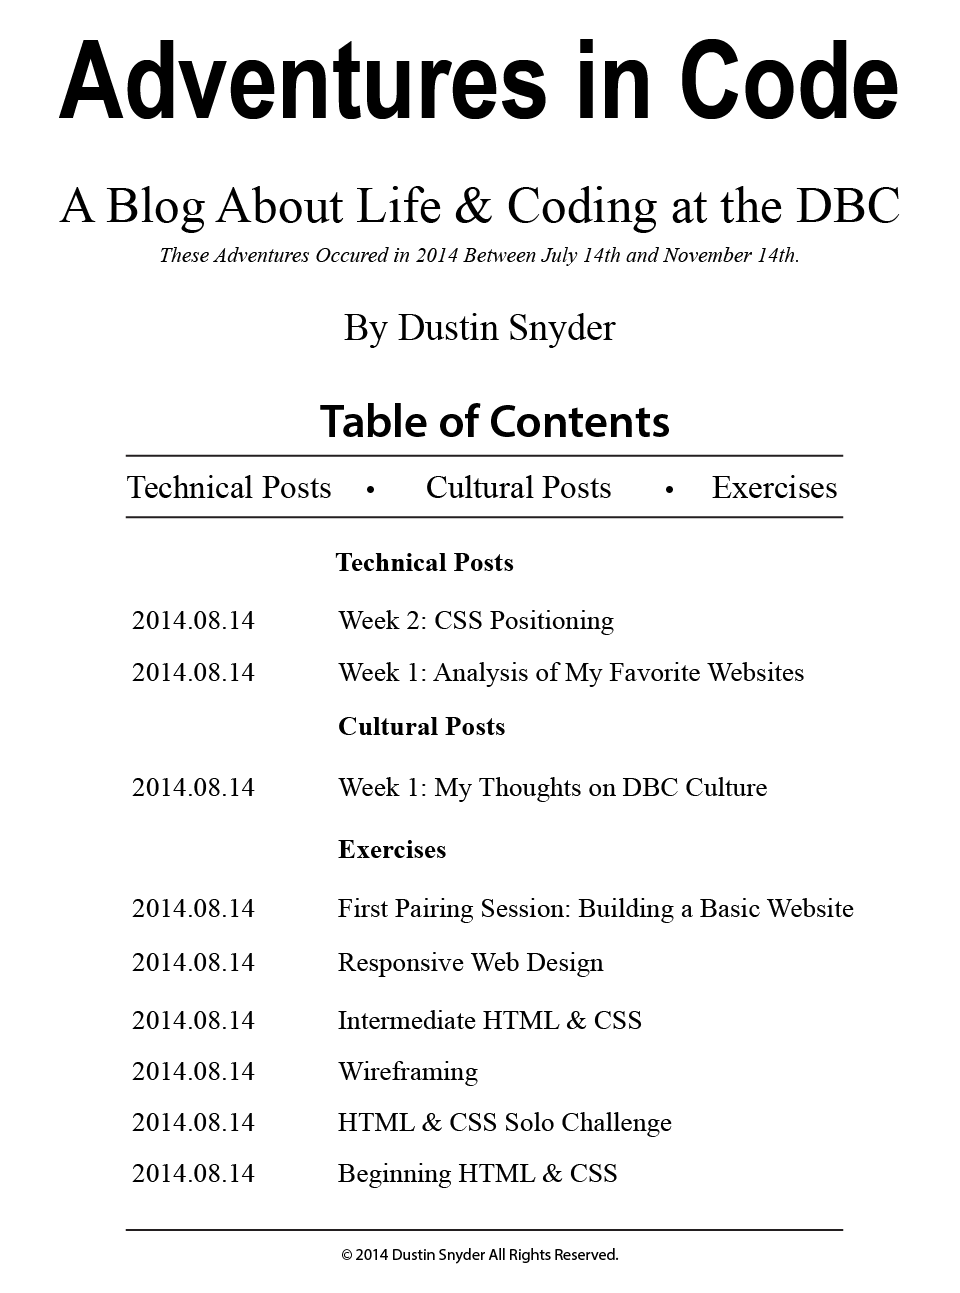 Adventures in Code
A Blog About Life & Coding at the DBC
These Adventures Occured in 2014 Between July 14th and November 14th.
By Dustin Snyder
Table of Contents
Technical Posts • Cultural Posts • Exercises
Technical Posts
2014.08.14 Week 2: CSS Positioning
2014.08.14 Week 1: Analysis of My Favorite Websites
Cultural Posts
2014.08.14 Week 1: My Thoughts on DBC Culture
Exercises
2014.08.14 First Pairing Session: Building a Basic Website
2014.08.14 Responsive Web Design
2014.08.14 Intermediate HTML & CSS
2014.08.14 Wireframing
2014.08.14 HTML & CSS Solo Challenge
2014.08.14 Beginning HTML & CSS
© 2014 Dustin Snyder All Rights Reserved.